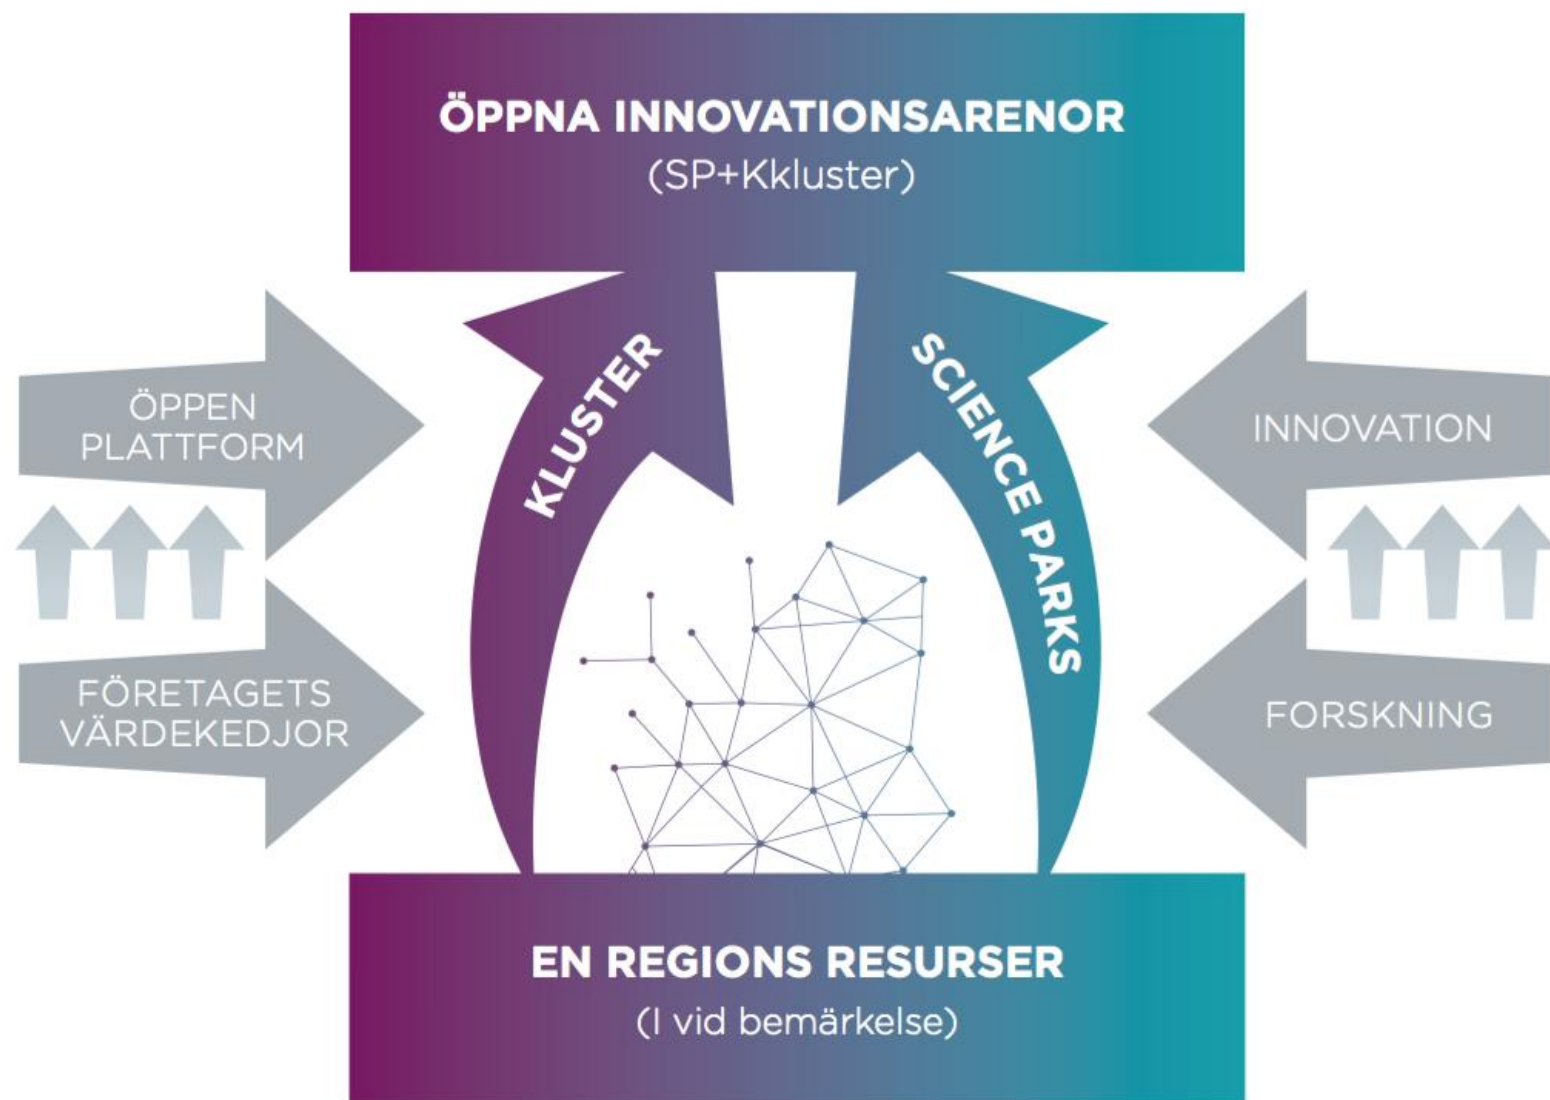 ÖPPNA INNOVATIONSARENOR
(SP+Kkluster)
KLUSTER
SCIENCE PARKS
ÖPPEN
PLATTFORM
INNOVATION
FÖRETAGETS
VÄRDEKEDJOR
FORSKNING
EN REGIONS RESURSER
(I vid bemärkelse)